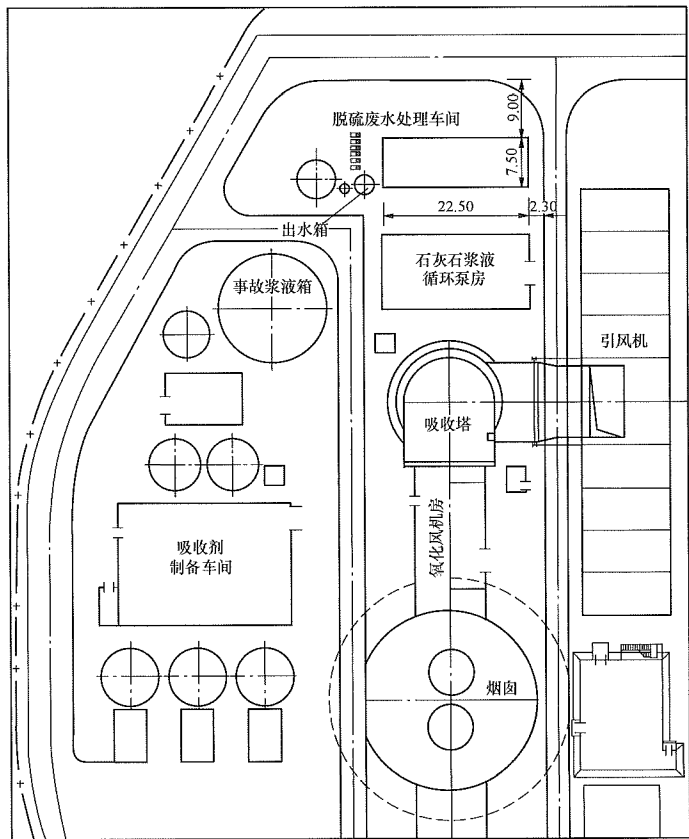 脱硫废水处理车间
9.00
7.50
22.50
2.30
出水箱
石灰石浆液
循环泵房
事故浆液箱
引风机
吸收塔
氧化风机房
吸收剂
制备车间
烟囱